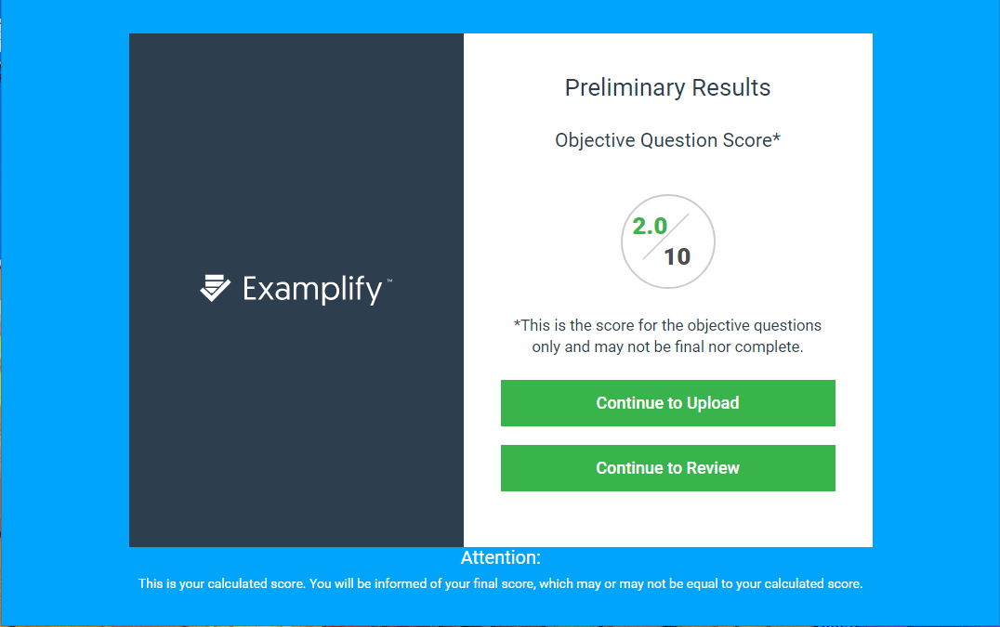 Preliminary Results
Objective Question Score*
2.0
10
Examplify™
*This is the score for the objective questions
only and may not be final nor complete.
Continue to Upload
Continue to Review
Attention:
This is your calculated score. You will be informed of your final score, which may or may not be equal to your calculated score.